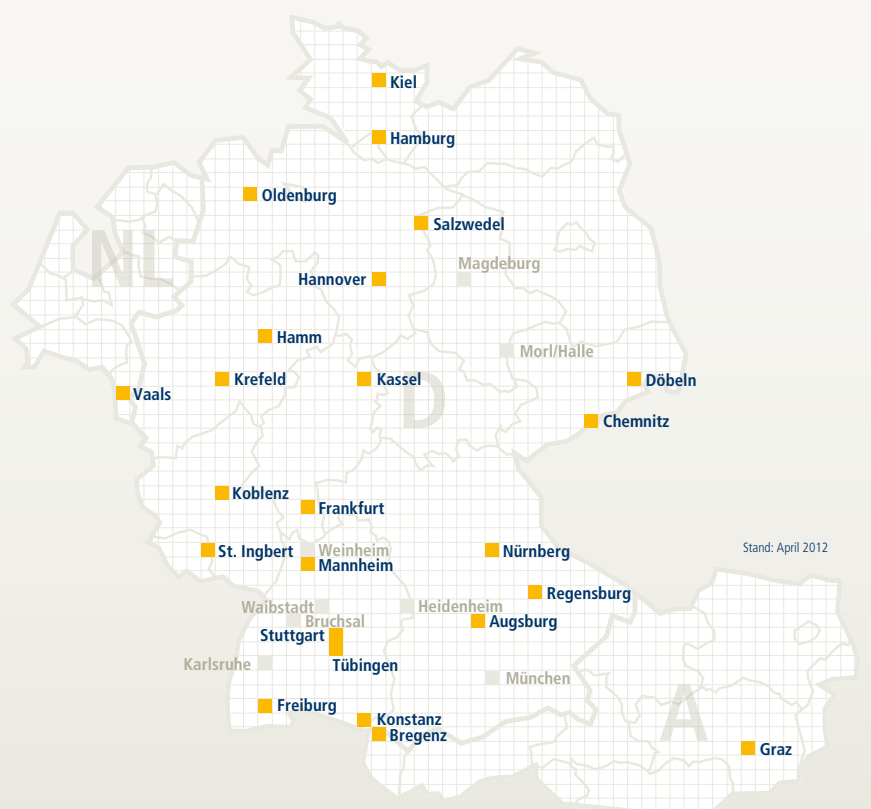 Kiel
Hamburg
Oldenburg
Salzwedel
NL
Magdeburg
Hannover
Hamm
Morl/Halle
Krefeld
Kassel
Döbeln
Vaals
D
Chemnitz
Koblenz
Frankfurt
Stand: April 2012
St. Ingbert
Weinheim
Nürnberg
Mannheim
Regensburg
Waibstadt
Heidenheim
Bruchsal
Augsburg
Stuttgart
Karlsruhe
Tübingen
München
Freiburg
A
Konstanz
Bregenz
Graz